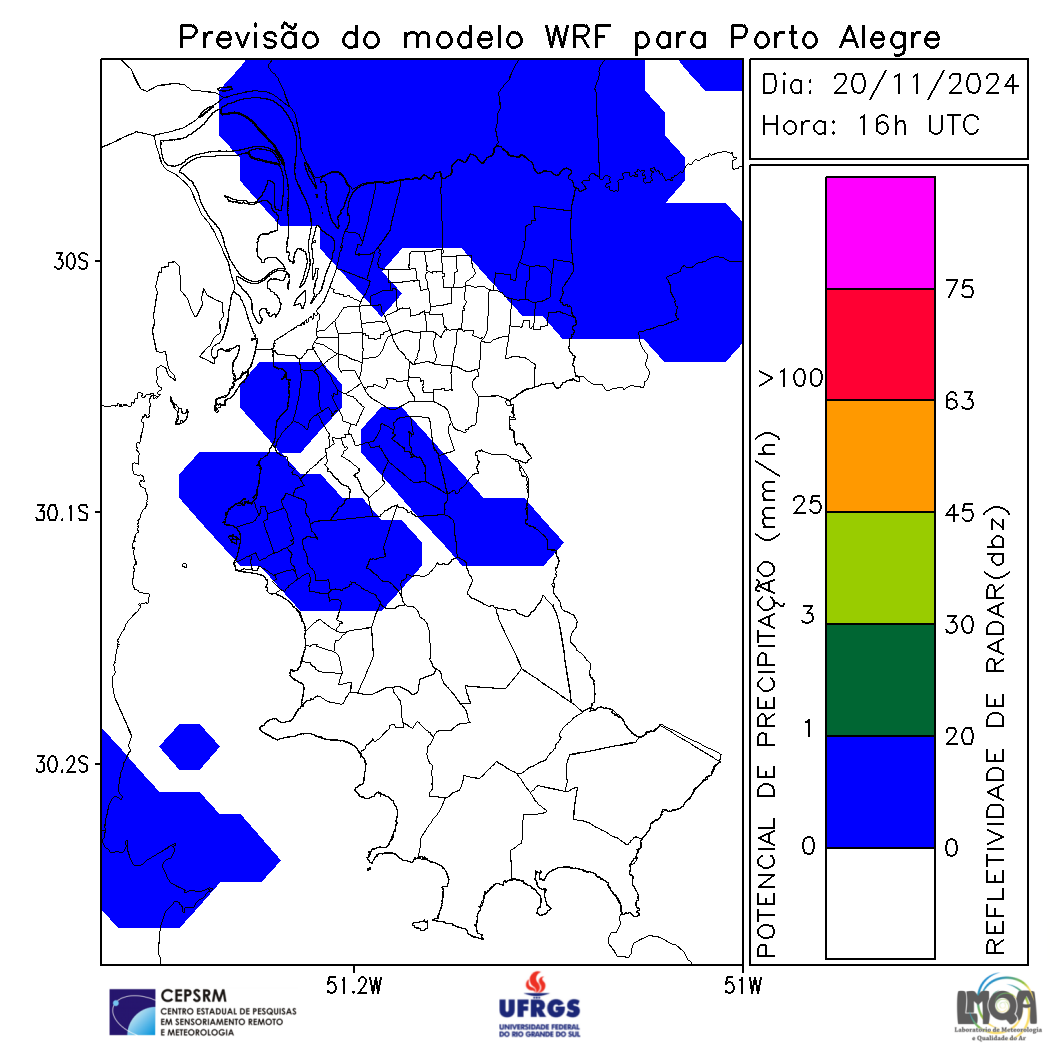 Previsão do modelo WRF para Porto Alegre
Dia: 20/11/2024
Hora: 16h UTC
30S
30.1S
30.2S
51.2W
51W
POTENCIAL DE PRECIPITAÇÃO (mm/h)
>100
25
3
1
0
75
63
45
30
20
0
REFLETIVIDADE DE RADAR(dbz)
CEPSRM
CENTRO ESTADUAL DE PESQUISAS
EM SENSORIAMENTO REMOTO
E METEOROLOGIA
UFRGS
UNIVERSIDADE FEDERAL
DO RIO GRANDE DO SUL
LMQA
Laboratório de Meteorologia
e Qualidade do Ar